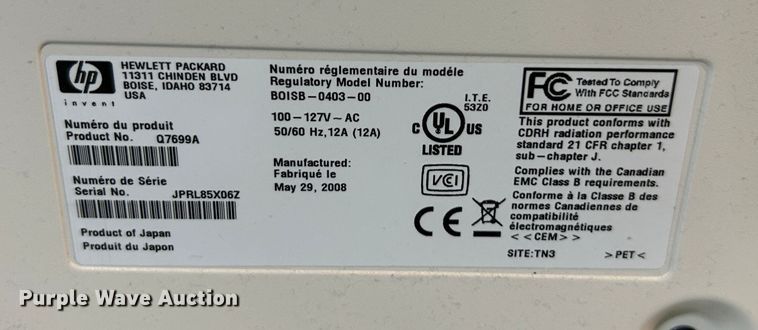 hp
invent
HEWLETT PACKARD
11311 CHINDEN BLVD
BOISE, IDAHO 83714
USA
Numéro du produit
Product No. Q7699A
Numéro de Série
Serial No. JPRL85X06Z
Product of Japan
Produit du Japon
Numéro réglementaire du modéle
Regulatory Model Number:
BOISB-0403-00
100-127V~AC
50/60 Hz,12A (12A)
Manufactured:
Fabriqué le
May 29, 2008
I.T.E.
53Z0
C UL US
LISTED
VCI
CE
FC Tested To Comply
With FCC Standards
FOR HOME OR OFFICE USE
This product conforms with
CDRH radiation performance
standard 21 CFR chapter 1,
sub-chapter J.
Complies with the Canadian
EMC Class B requirements.
Conforme à la Classe B des
normes Canadiennes de
compatibilité
électromagnétiques
<<CEM>>
SITE:TN3 >PET<
Purple Wave Auction